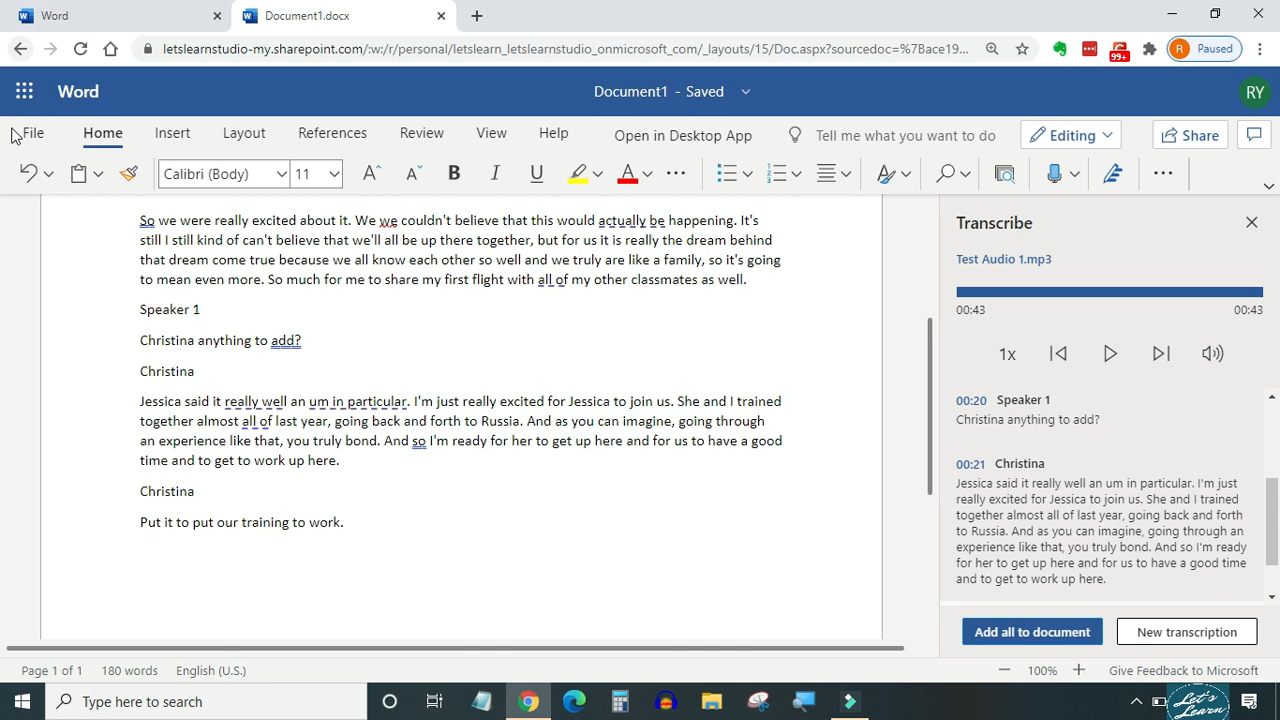 Word
Document1.docx
letslearnstudio-my.sharepoint.com/:w:/r/personal/letslearn_letslearnstudio_onmicrosoft_com/_layouts/15/Doc.aspx?sourcedoc=%7Bace19...
99+
R Paused
Word
Document1 - Saved
RY
File Home Insert Layout References Review View Help Open in Desktop App Tell me what you want to do Editing Share
Calibri (Body) 11 A A B I U A
So we were really excited about it. We we couldn't believe that this would actually be happening. It's
still I still kind of can't believe that we'll all be up there together, but for us it is really the dream behind
that dream come true because we all know each other so well and we truly are like a family, so it's going
to mean even more. So much for me to share my first flight with all of my other classmates as well.
Speaker 1
Christina anything to add?
Christina
Jessica said it really well an um in particular. I'm just really excited for Jessica to join us. She and I trained
together almost all of last year, going back and forth to Russia. And as you can imagine, going through
an experience like that, you truly bond. And so I'm ready for her to get up here and for us to have a good
time and to get to work up here.
Christina
Put it to put our training to work.
Transcribe
Test Audio 1.mp3
00:43 00:43
1x
00:20 Speaker 1
Christina anything to add?
00:21 Christina
Jessica said it really well an um in particular. I'm just
really excited for Jessica to join us. She and I trained
together almost all of last year, going back and forth
to Russia. And as you can imagine, going through an
experience like that, you truly bond. And so I'm ready
for her to get up here and for us to have a good time
and to get to work up here.
Add all to document New transcription
Page 1 of 1 180 words English (U.S.) 100% Give Feedback to Microsoft
Type here to search
Let's
Learn